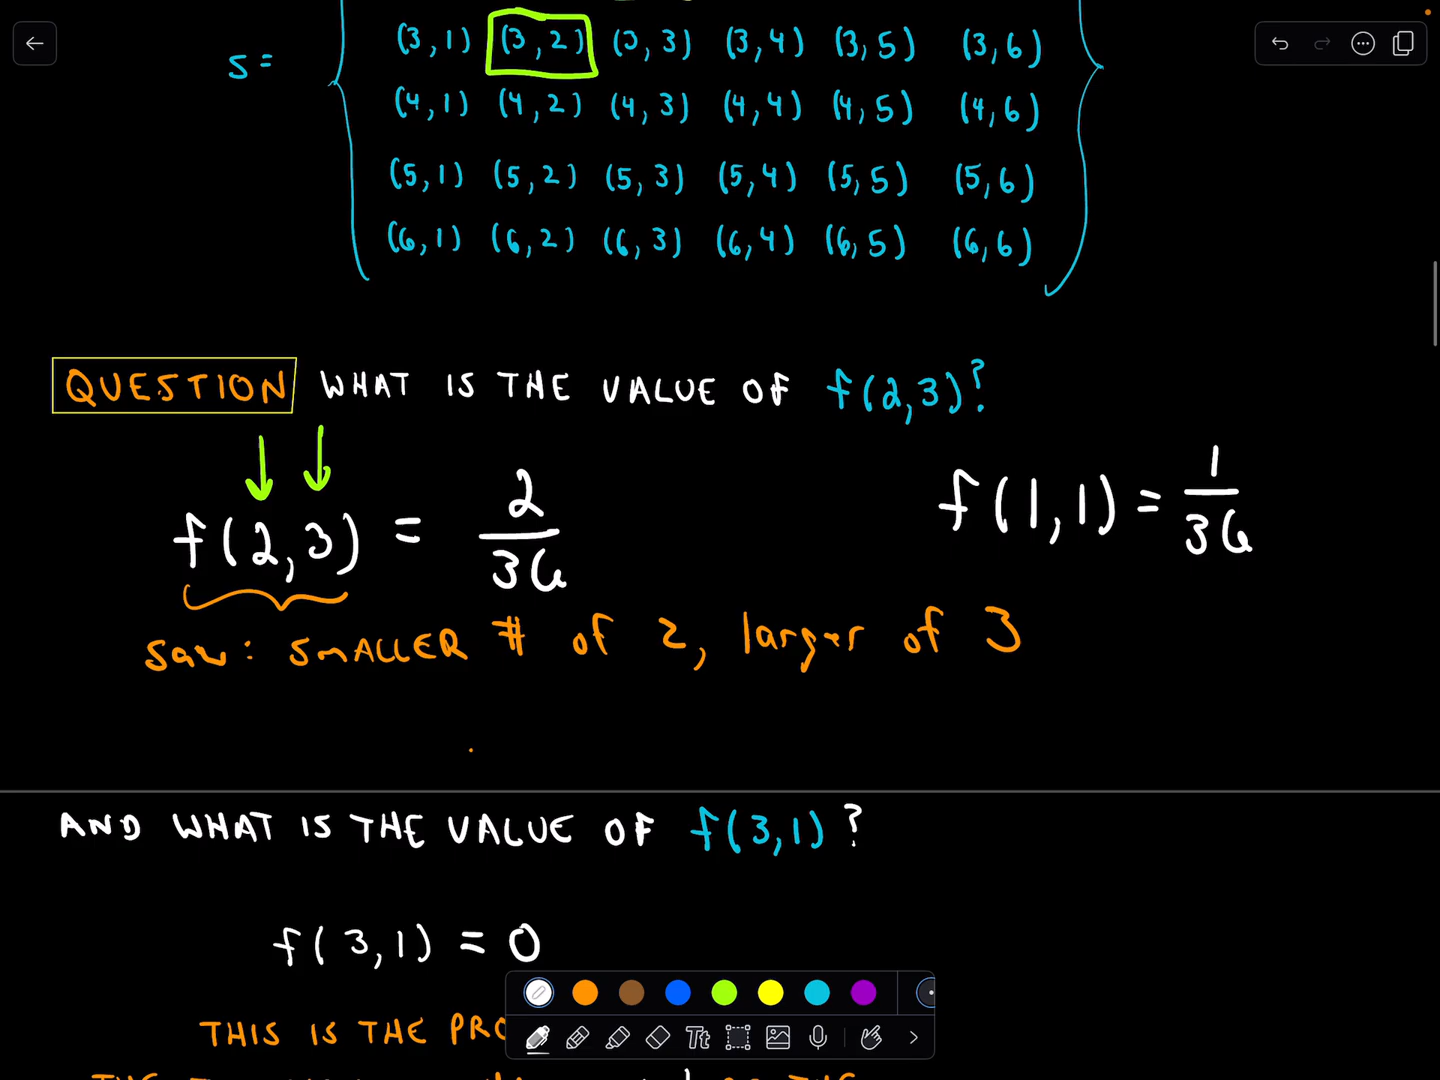 (3,1) (3,2) (3,3) (3,4) (3,5) (3,6)
S =
(4,1) (4,2) (4,3) (4,4) (4,5) (4,6)
(5,1) (5,2) (5,3) (5,4) (5,5) (5,6)
(6,1) (6,2) (6,3) (6,4) (6,5) (6,6)
QUESTION WHAT IS THE VALUE OF f(2,3)?
f(2,3) = 2/36
f(1,1) = 1/36
saw: SMALLER # of 2, larger of 3
AND WHAT IS THE VALUE OF f(3,1)?
f(3,1) = 0
THIS IS THE
Tt